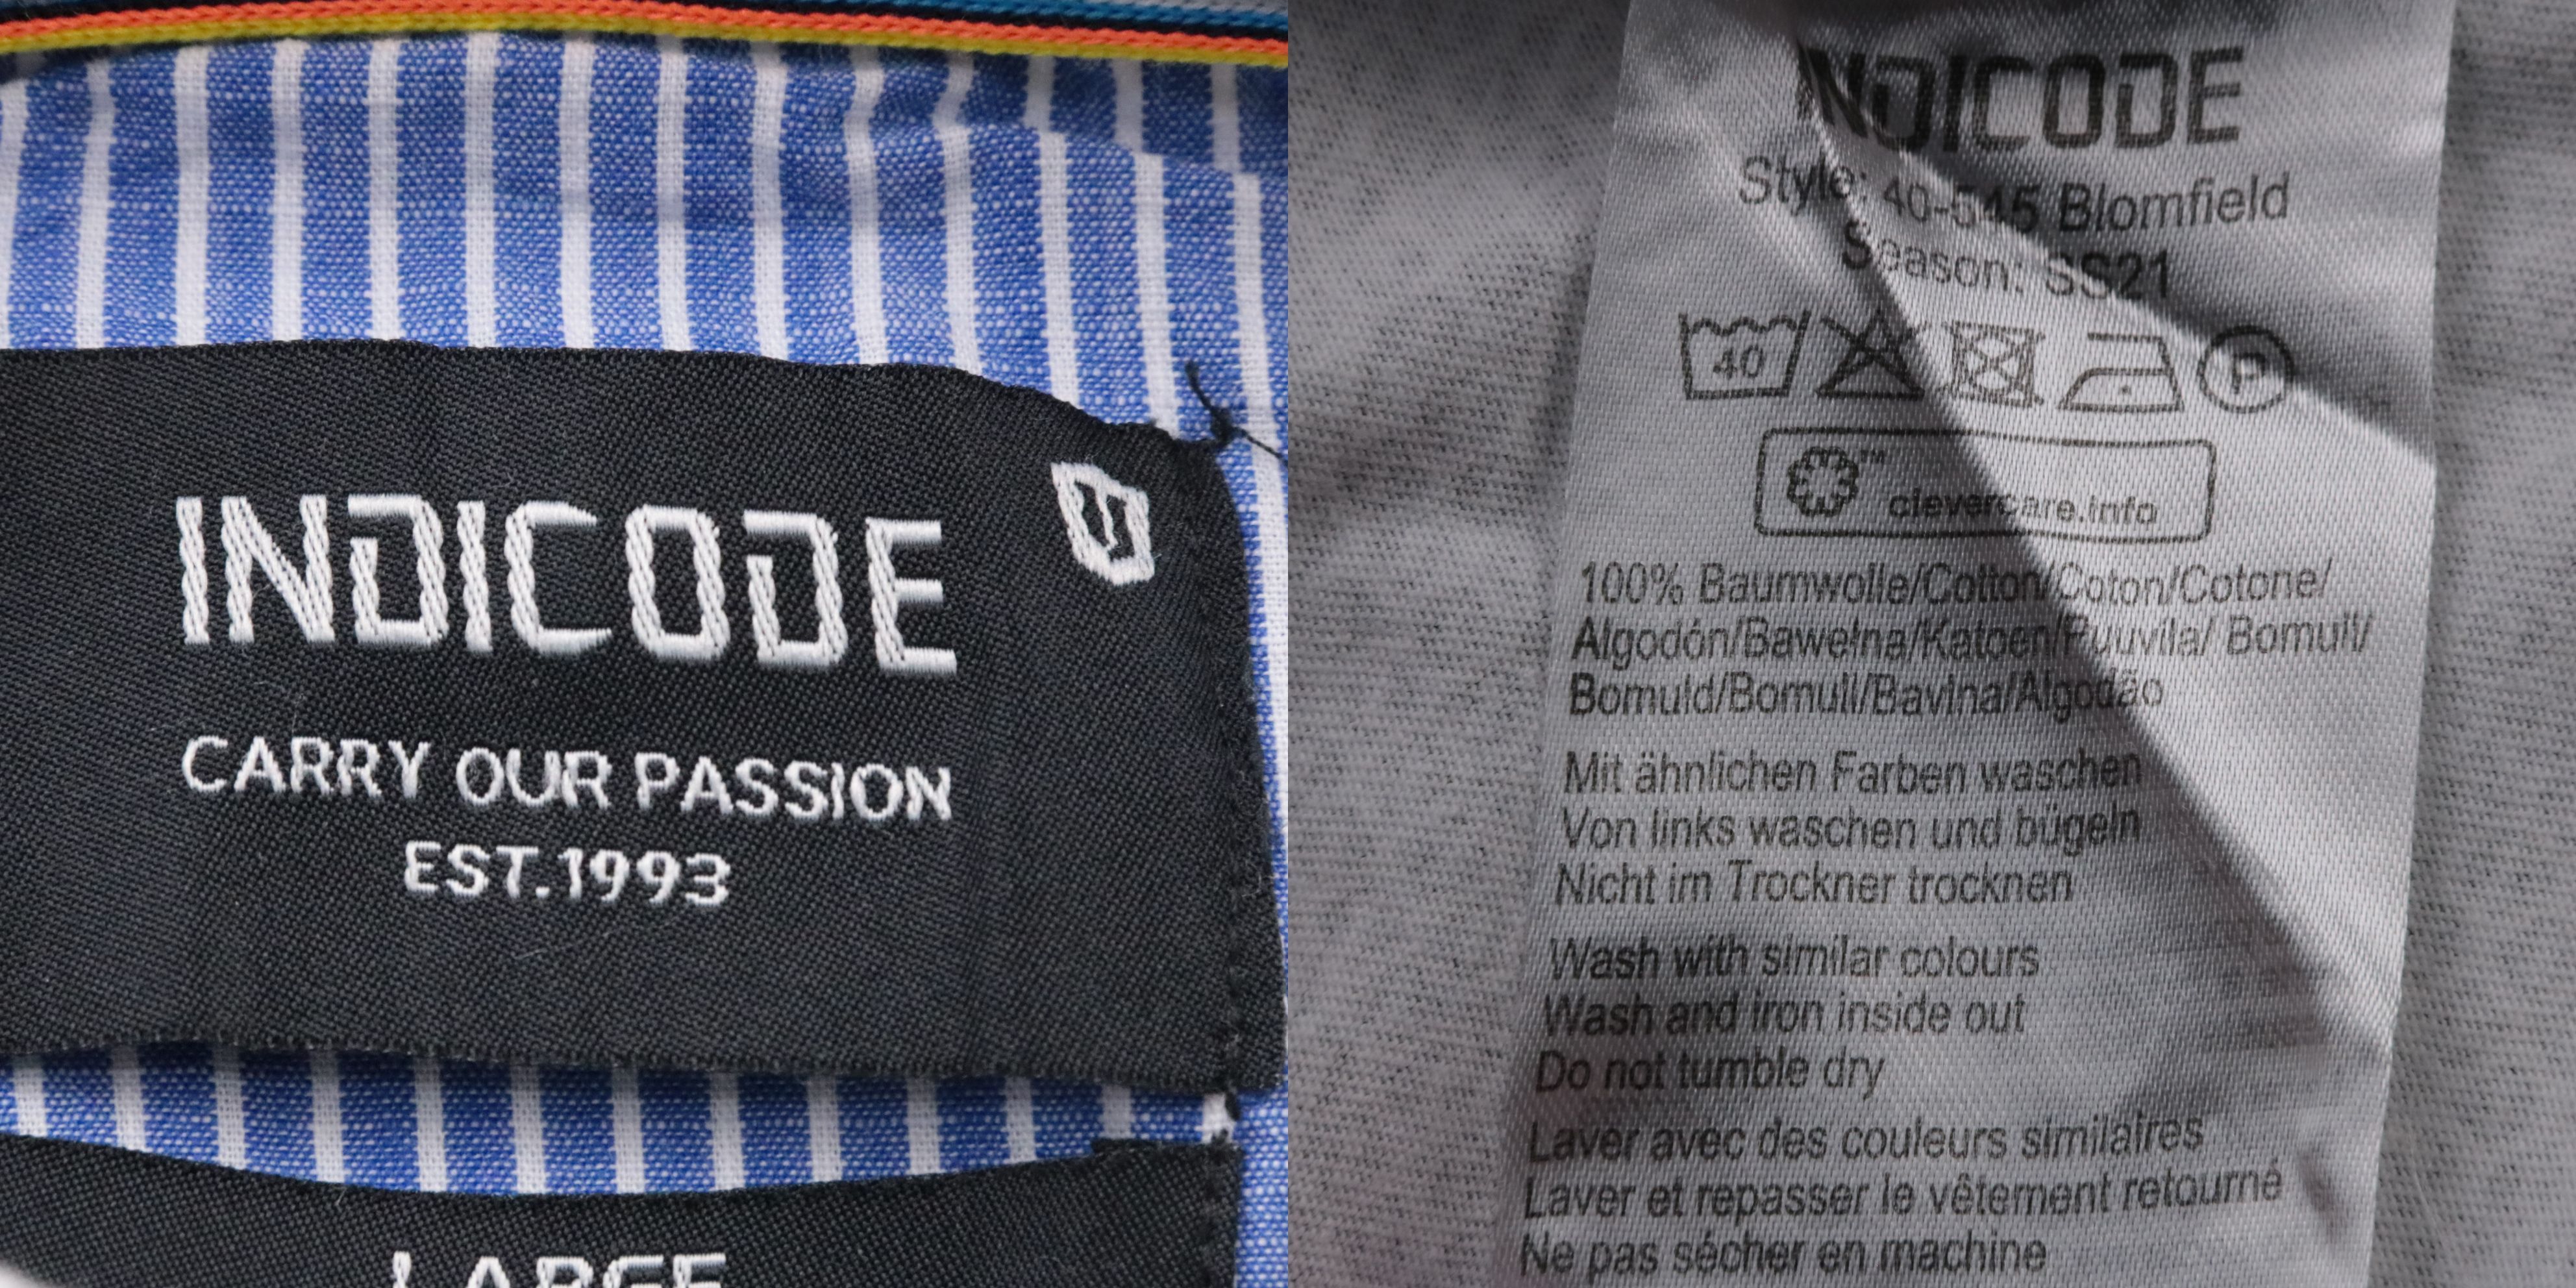 INDICODE
CARRY OUR PASSION
EST.1993
LARGE
INDICODE
Style: 40-545 Blomfield
Season: SS21
40
P
™
clevercare.info
100% Baumwolle/Cotton/Coton/Cotone/
Algodón/Bawełna/Katoen/Puuvilla/ Bomull/
Bomuld/Bomull/Bavlna/Algodão
Mit ähnlichen Farben waschen
Von links waschen und bügeln
Nicht im Trockner trocknen
Wash with similar colours
Wash and iron inside out
Do not tumble dry
Laver avec des couleurs similaires
Laver et repasser le vêtement retourné
Ne pas sécher en machine